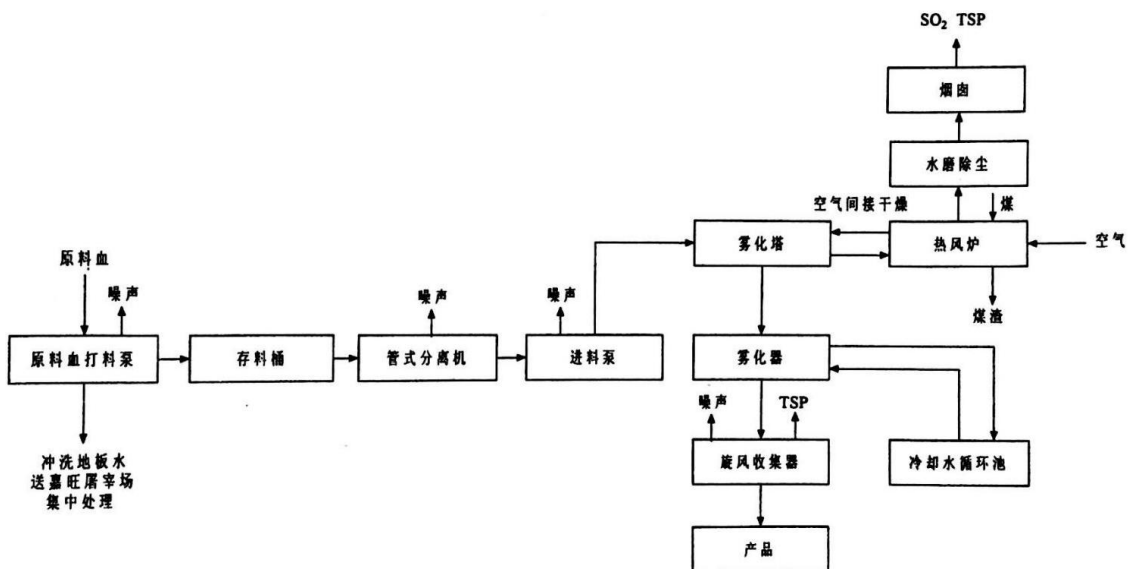 SO₂ TSP
烟囱
水磨除尘
空气间接干燥
煤
雾化塔
热风炉
空气
原料血
噪声
噪声
噪声
煤渣
原料血打料泵
存料桶
管式分离机
进料泵
雾化器
噪声
TSP
冲洗地板水
送嘉旺屠宰场
集中处理
旋风收集器
冷却水循环池
产品